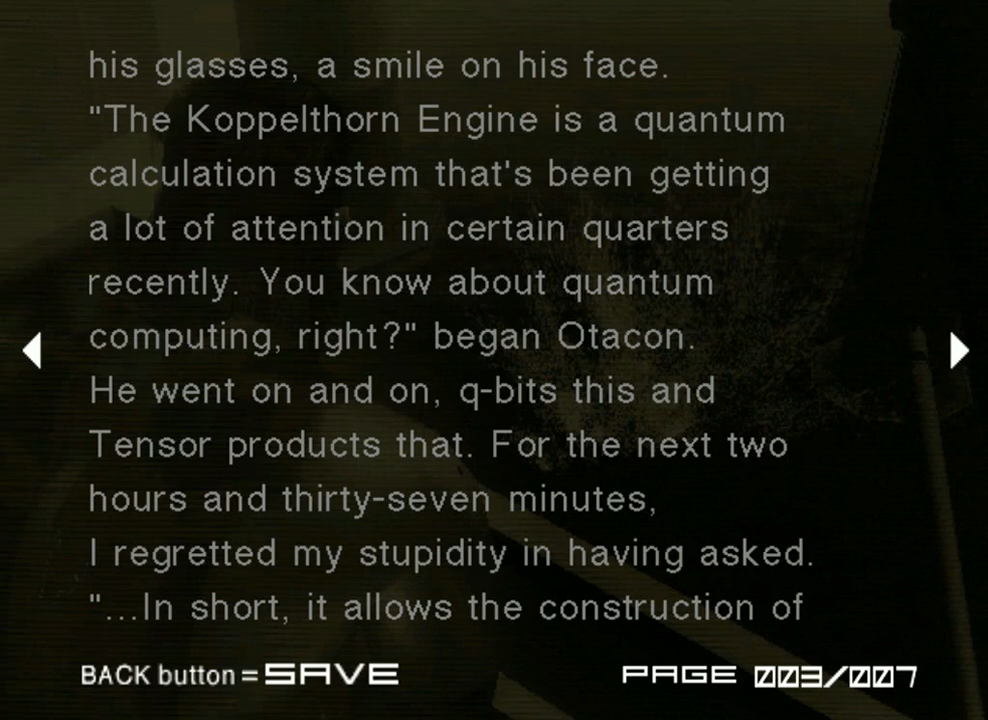 his glasses, a smile on his face.
"The Koppelthorn Engine is a quantum
calculation system that's been getting
a lot of attention in certain quarters
recently. You know about quantum
computing, right?" began Otacon.
He went on and on, q-bits this and
Tensor products that. For the next two
hours and thirty-seven minutes,
I regretted my stupidity in having asked.
"...In short, it allows the construction of
BACK button = SAVE
PAGE 003/007